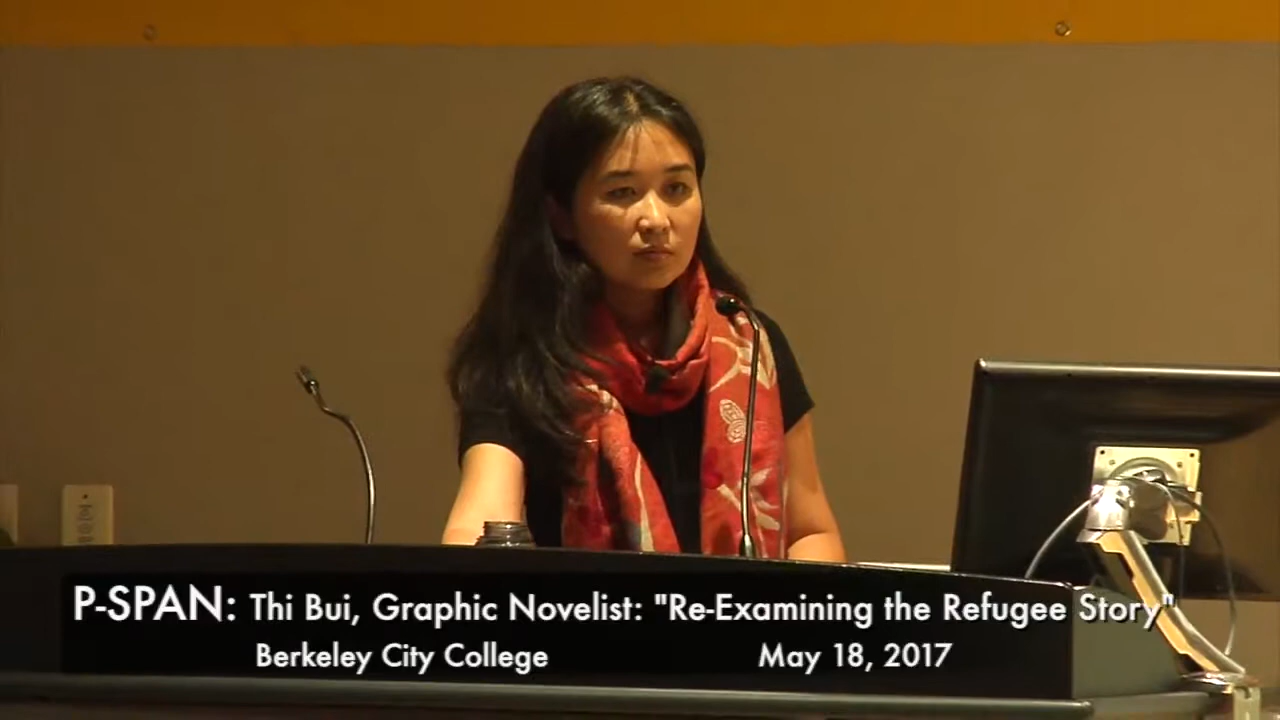 P-SPAN: Thi Bui, Graphic Novelist: "Re-Examining the Refugee Story"
Berkeley City College May 18, 2017